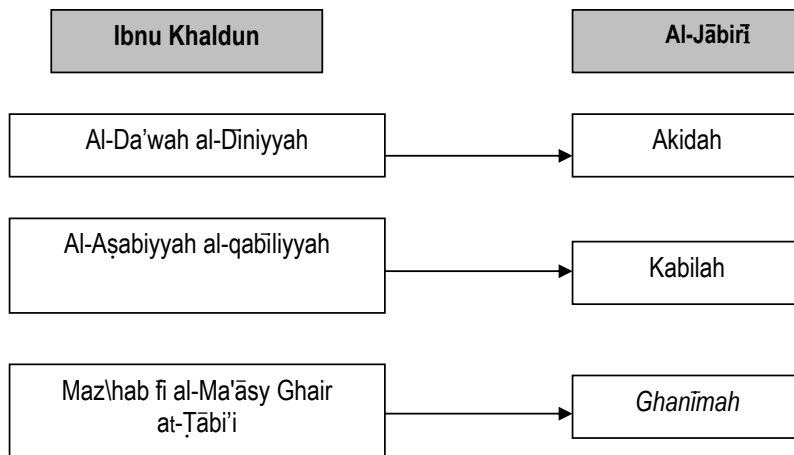 Ibnu Khaldun
Al-Jābirī
Al-Da'wah al-Dīniyyah
Akidah
Al-Aṣabiyyah al-qabīliyyah
Kabilah
Maz\hab fī al-Ma'āsy Ghair
at-Ṭābi'i
Ghanīmah